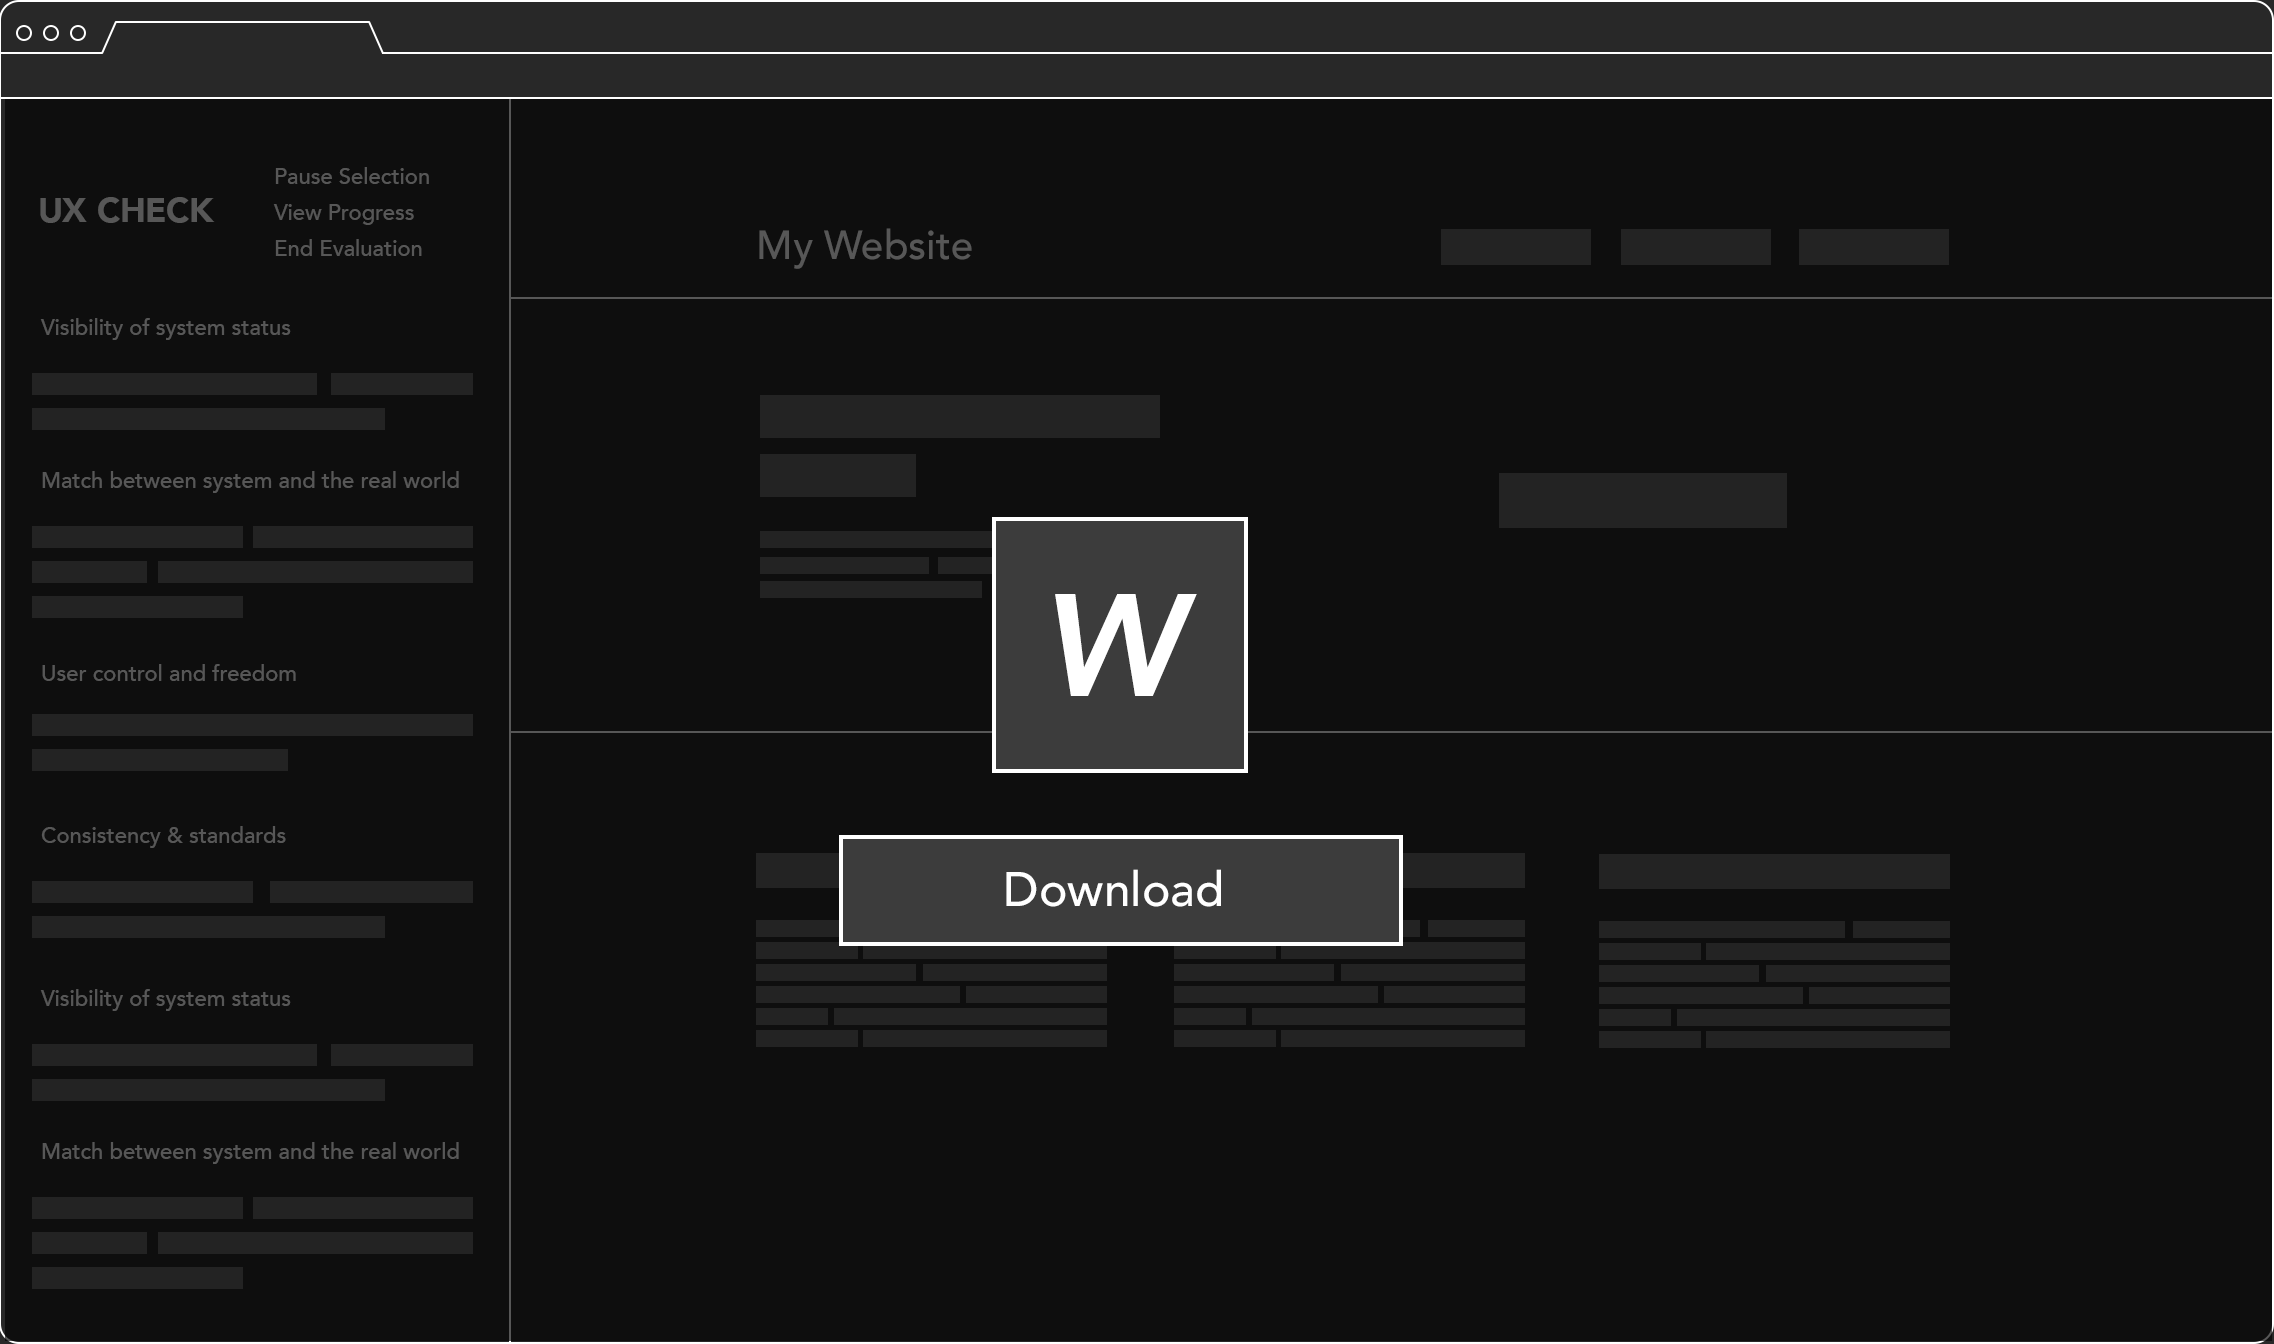 UX CHECK
Pause Selection
View Progress
End Evaluation
Visibility of system status
Match between system and the real world
User control and freedom
Consistency & standards
Visibility of system status
Match between system and the real world
My Website
W
Download